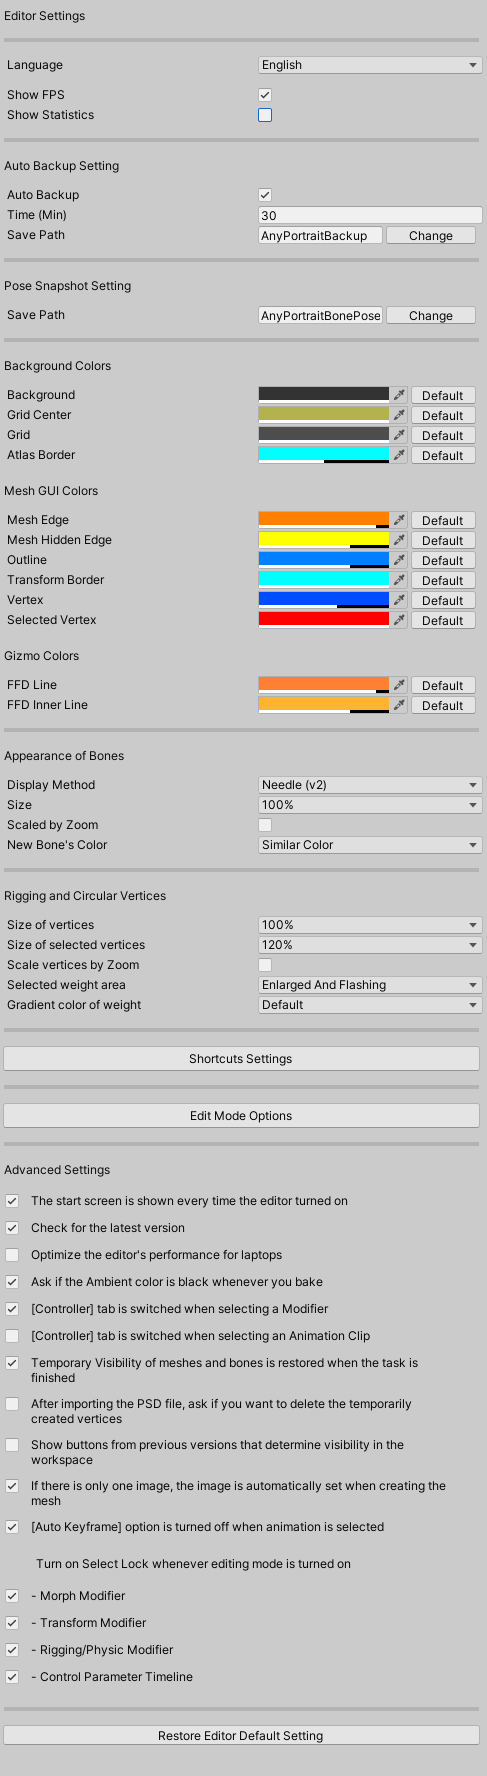 Editor Settings
Language English
Show FPS
Show Statistics
Auto Backup Setting
Auto Backup
Time (Min) 30
Save Path AnyPortraitBackup Change
Pose Snapshot Setting
Save Path AnyPortraitBonePose Change
Background Colors
Background Default
Grid Center Default
Grid Default
Atlas Border Default
Mesh GUI Colors
Mesh Edge Default
Mesh Hidden Edge Default
Outline Default
Transform Border Default
Vertex Default
Selected Vertex Default
Gizmo Colors
FFD Line Default
FFD Inner Line Default
Appearance of Bones
Display Method Needle (v2)
Size 100%
Scaled by Zoom
New Bone's Color Similar Color
Rigging and Circular Vertices
Size of vertices 100%
Size of selected vertices 120%
Scale vertices by Zoom
Selected weight area Enlarged And Flashing
Gradient color of weight Default
Shortcuts Settings
Edit Mode Options
Advanced Settings
The start screen is shown every time the editor turned on
Check for the latest version
Optimize the editor's performance for laptops
Ask if the Ambient color is black whenever you bake
[Controller] tab is switched when selecting a Modifier
[Controller] tab is switched when selecting an Animation Clip
Temporary Visibility of meshes and bones is restored when the task is
finished
After importing the PSD file, ask if you want to delete the temporarily
created vertices
Show buttons from previous versions that determine visibility in the
workspace
If there is only one image, the image is automatically set when creating the
mesh
[Auto Keyframe] option is turned off when animation is selected
Turn on Select Lock whenever editing mode is turned on
- Morph Modifier
- Transform Modifier
- Rigging/Physic Modifier
- Control Parameter Timeline
Restore Editor Default Setting